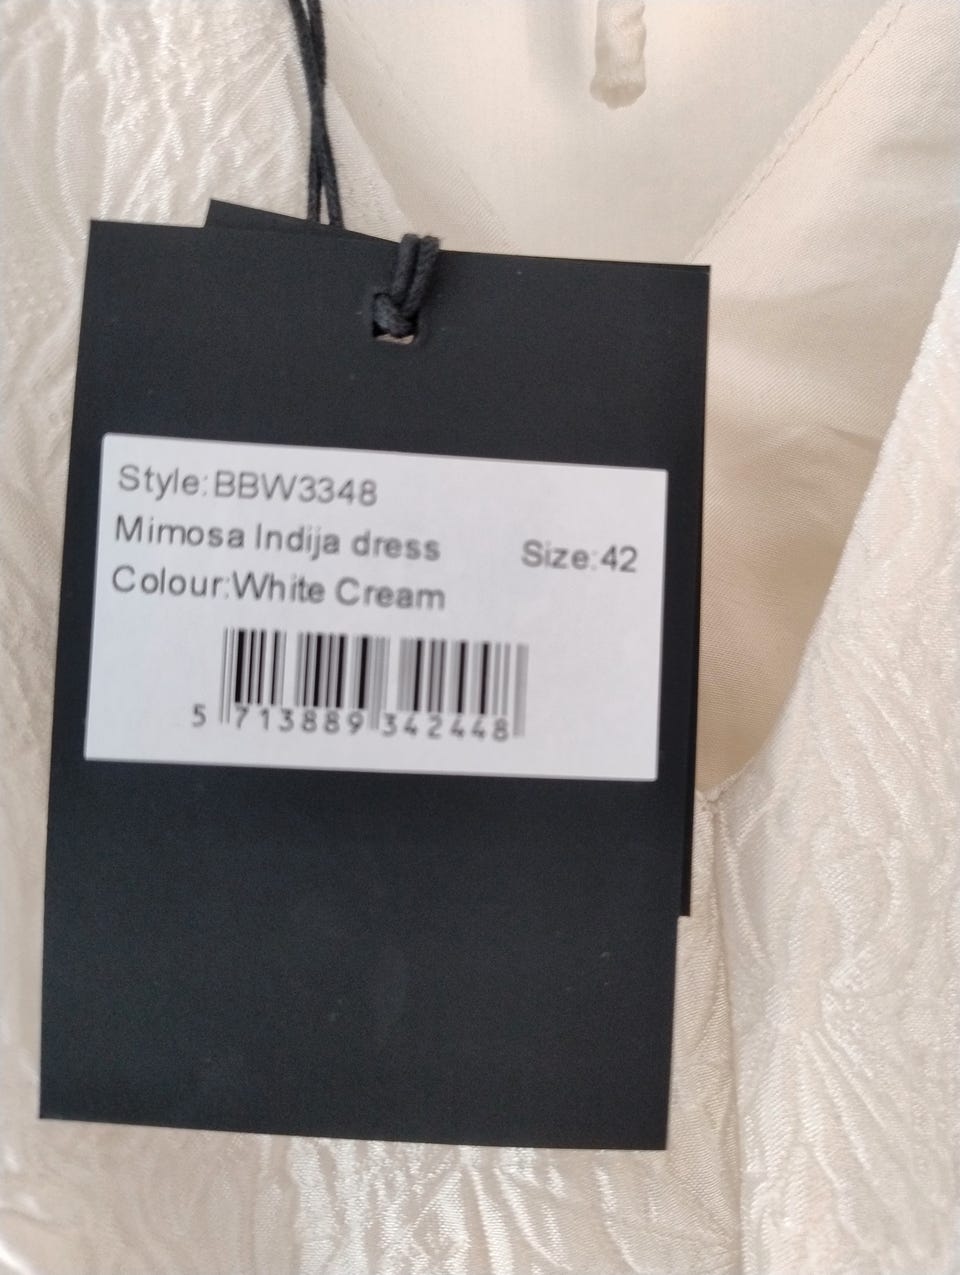 Style:BBW3348
Mimosa Indija dress
Size:42
Colour:White Cream
5 713889 342448